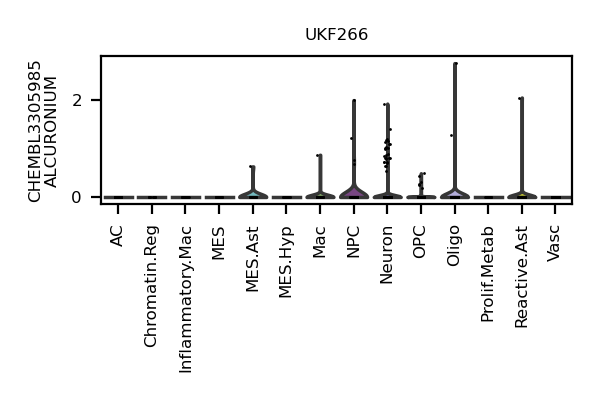 UKF266
CHEMBL3305985
ALCURONIUM
2
0
AC
Chromatin.Reg
Inflammatory.Mac
MES
MES.Ast
MES.Hyp
Mac
NPC
Neuron
OPC
Oligo
Prolif.Metab
Reactive.Ast
Vasc